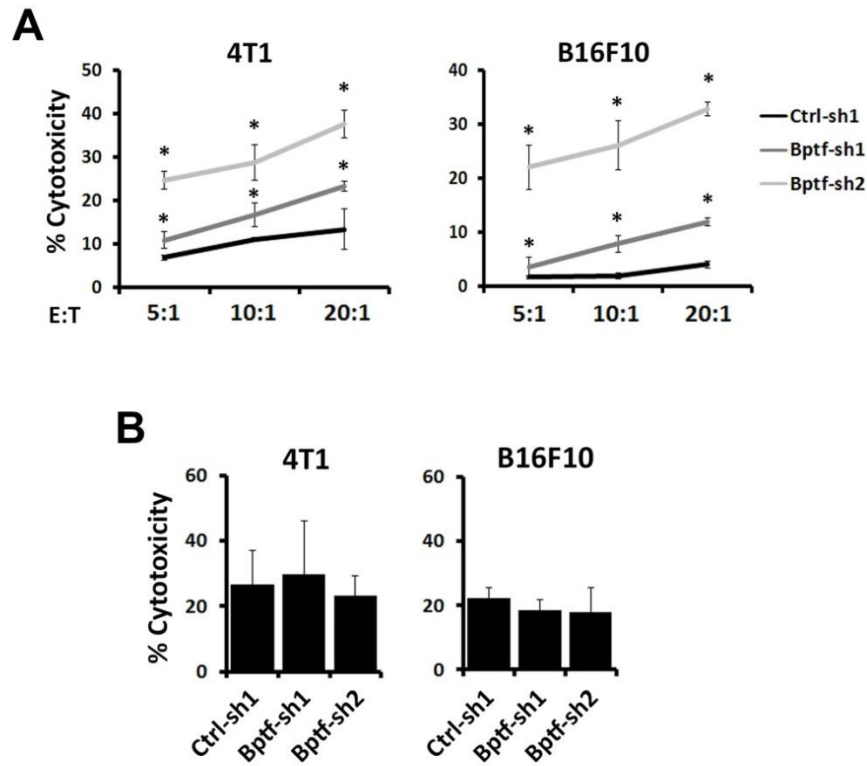 A
4T1
B16F10
% Cytotoxicity
50
40
30
20
10
0
E:T
5:1
10:1
20:1
*
*
*
*
*
*
40
30
20
10
0
5:1
10:1
20:1
*
*
*
*
*
*
Ctrl-sh1
Bptf-sh1
Bptf-sh2
B
4T1
B16F10
% Cytotoxicity
60
40
20
0
Ctrl-sh1
Bptf-sh1
Bptf-sh2
60
40
20
0
Ctrl-sh1
Bptf-sh1
Bptf-sh2